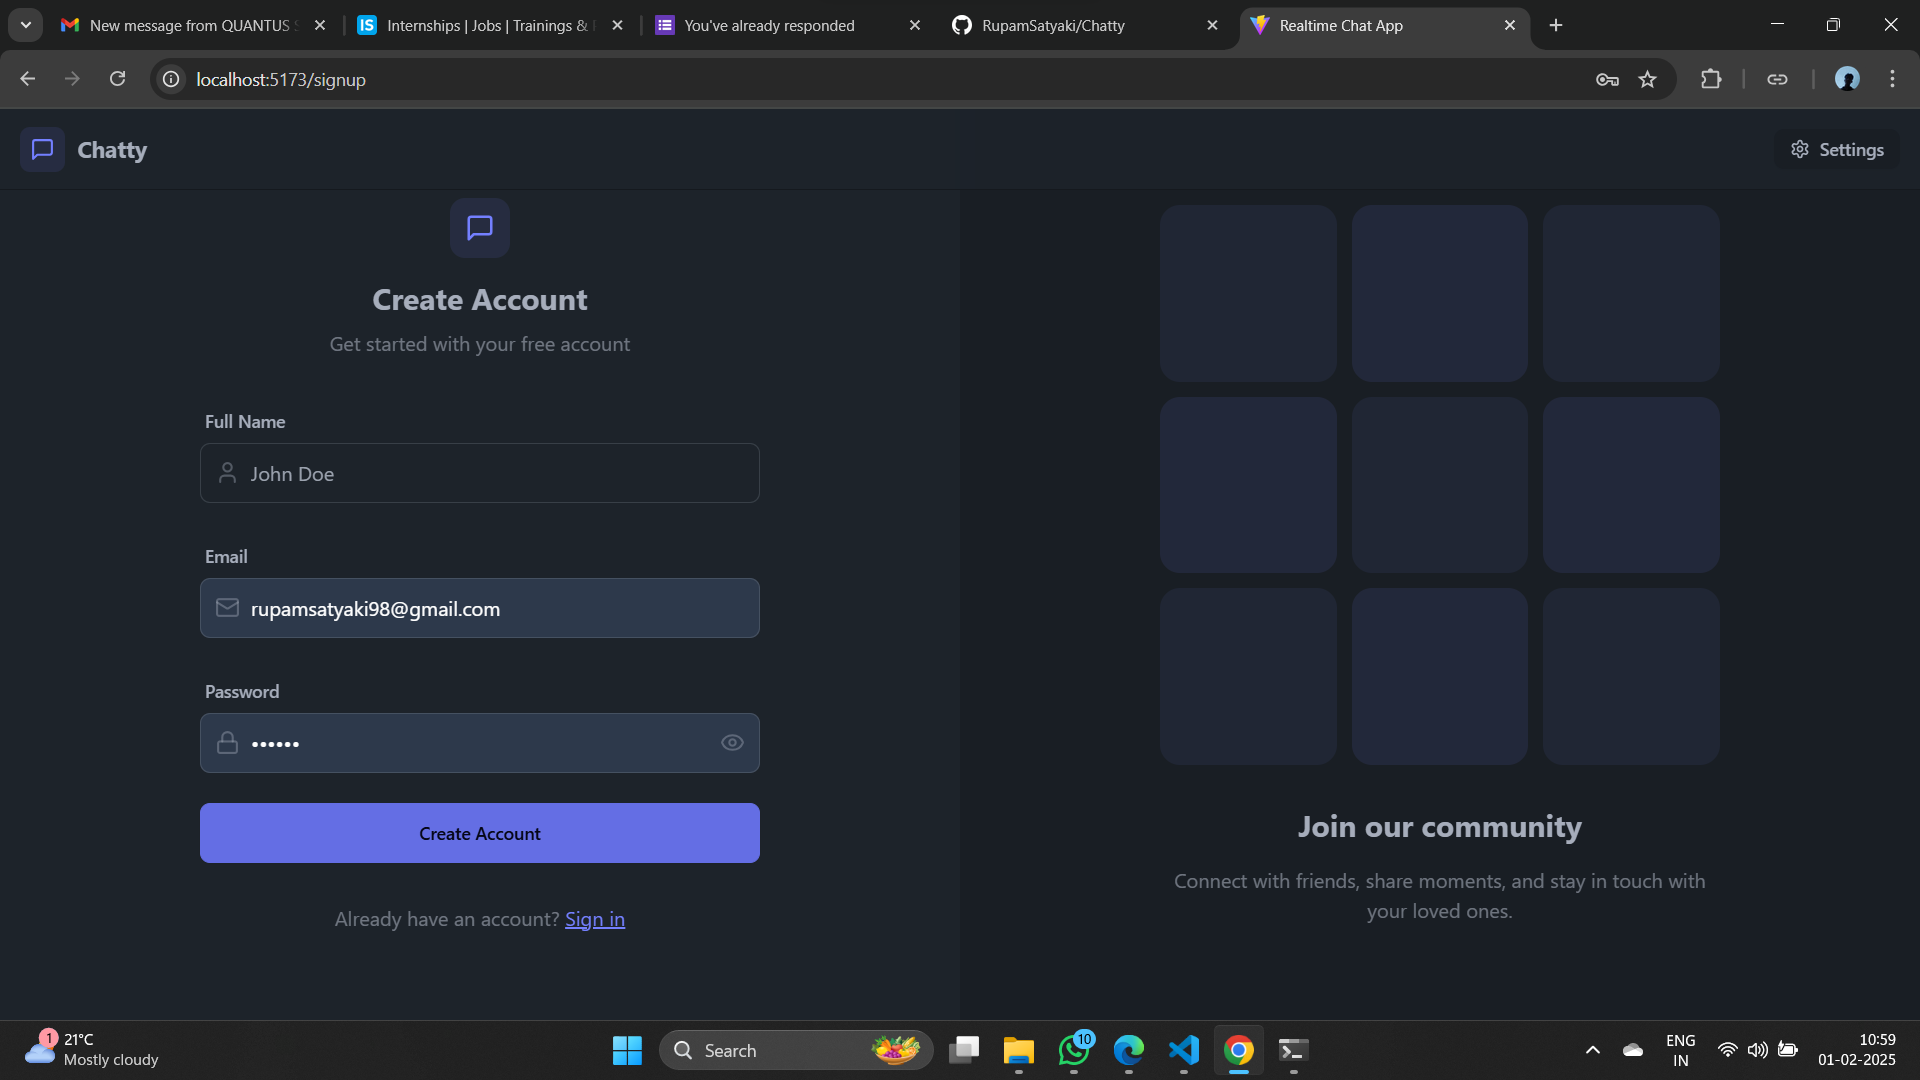 New message from QUANTUS
Internships | Jobs | Trainings &
You've already responded
RupamSatyaki/Chatty
Realtime Chat App
localhost:5173/signup
Chatty
Settings
Create Account
Get started with your free account
Full Name
John Doe
Email
rupamsatyaki98@gmail.com
Password
••••••
Create Account
Already have an account? Sign in
Join our community
Connect with friends, share moments, and stay in touch with
your loved ones.
IS
1
21°C
Mostly cloudy
Search
10
ENG
IN
10:59
01-02-2025